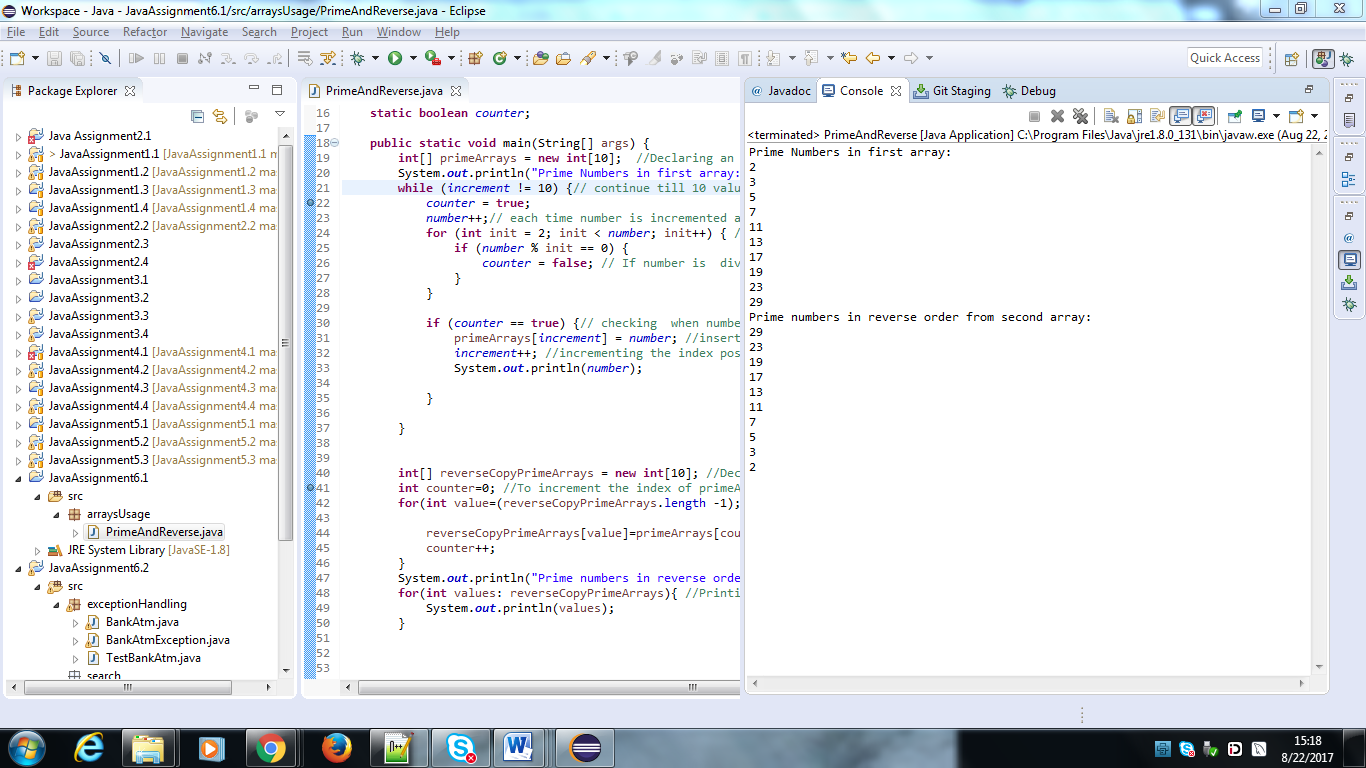 Workspace - Java - JavaAssignment6.1/src/arraysUsage/PrimeAndReverse.java - Eclipse
File Edit Source Refactor Navigate Search Project Run Window Help
Quick Access
Package Explorer
Java Assignment2.1
> JavaAssignment1.1 [JavaAssignment1.1 m
JavaAssignment1.2 [JavaAssignment1.2 mas
JavaAssignment1.3 [JavaAssignment1.3 mas
JavaAssignment1.4 [JavaAssignment1.4 mas
JavaAssignment2.2 [JavaAssignment2.2 mas
JavaAssignment2.3
JavaAssignment2.4
JavaAssignment3.1
JavaAssignment3.2
JavaAssignment3.3
JavaAssignment3.4
JavaAssignment4.1 [JavaAssignment4.1 mas
JavaAssignment4.2 [JavaAssignment4.2 mas
JavaAssignment4.3 [JavaAssignment4.3 mas
JavaAssignment4.4 [JavaAssignment4.4 mas
JavaAssignment5.1 [JavaAssignment5.1 mas
JavaAssignment5.2 [JavaAssignment5.2 mas
JavaAssignment5.3 [JavaAssignment5.3 mas
JavaAssignment6.1
src
arraysUsage
PrimeAndReverse.java
JRE System Library [JavaSE-1.8]
JavaAssignment6.2
src
exceptionHandling
BankAtm.java
BankAtmException.java
TestBankAtm.java
search
PrimeAndReverse.java
16 static boolean counter;
17
18 public static void main(String[] args) {
19 int[] primeArrays = new int[10]; //Declaring an
20 System.out.println("Prime Numbers in first array:
21 while (increment != 10) {// continue till 10 valu
22 counter = true;
23 number++;// each time number is incremented a
24 for (int init = 2; init < number; init++) { /
25 if (number % init == 0) {
26 counter = false; // If number is div
27 }
28 }
29
30 if (counter == true) {// checking when numbe
31 primeArrays[increment] = number; //insert
32 increment++; //incrementing the index pos
33 System.out.println(number);
34
35 }
36
37 }
38
39
40 int[] reverseCopyPrimeArrays = new int[10]; //Dec
41 int counter=0; //To increment the index of primeA
42 for(int value=(reverseCopyPrimeArrays.length -1);
43
44 reverseCopyPrimeArrays[value]=primeArrays[cou
45 counter++;
46 }
47 System.out.println("Prime numbers in reverse orde
48 for(int values: reverseCopyPrimeArrays){ //Printi
49 System.out.println(values);
50 }
51
52
53
@ Javadoc Console Git Staging Debug
<terminated> PrimeAndReverse [Java Application] C:\Program Files\Java\jre1.8.0_131\bin\javaw.exe (Aug 22, 2
Prime Numbers in first array:
2
3
5
7
11
13
17
19
23
29
Prime numbers in reverse order from second array:
29
23
19
17
13
11
7
5
3
2
15:18
8/22/2017